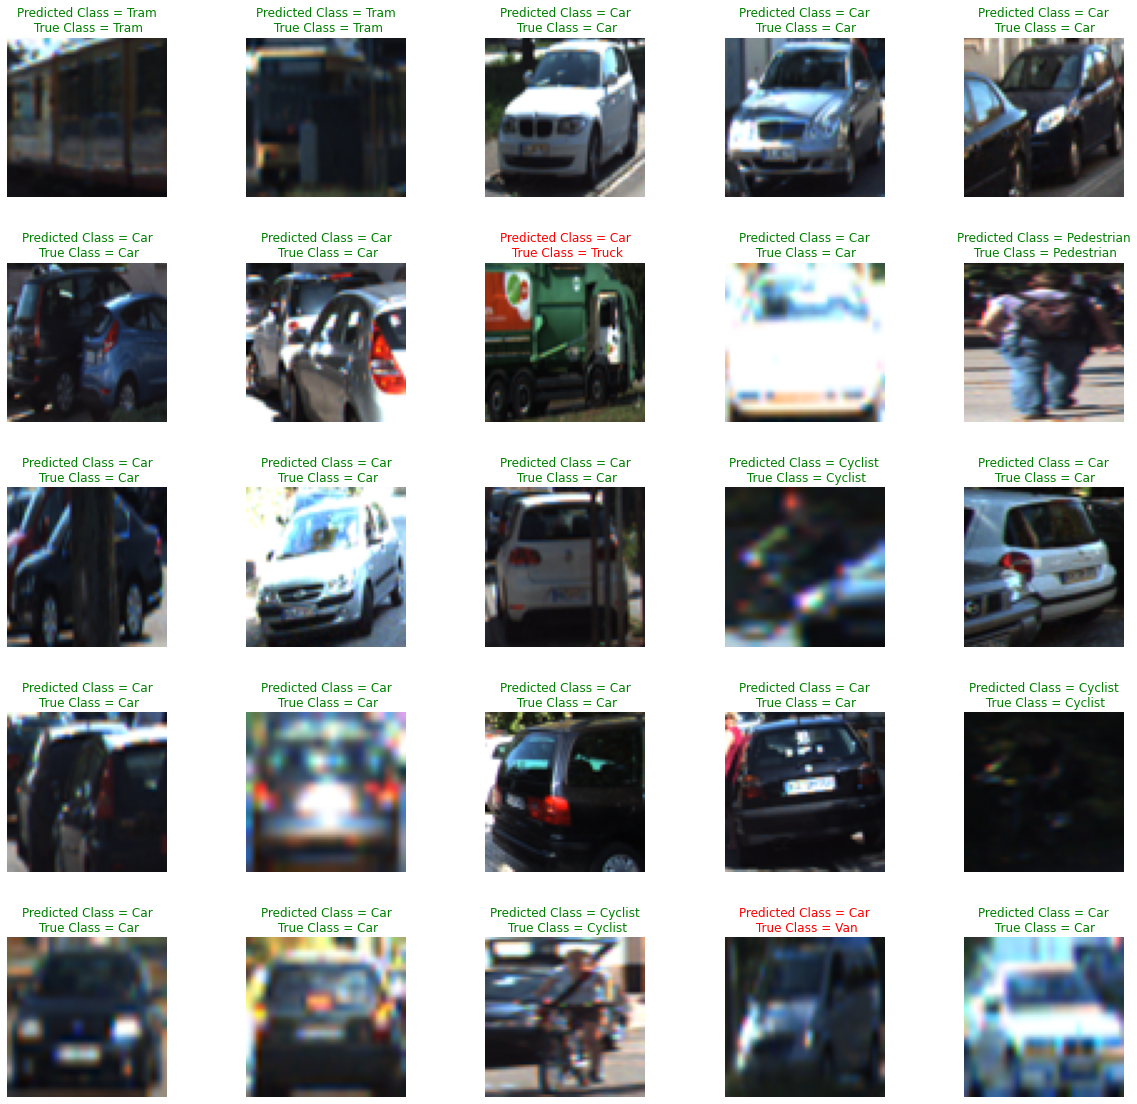 Predicted Class = Tram
True Class = Tram
Predicted Class = Tram
True Class = Tram
Predicted Class = Car
True Class = Car
Predicted Class = Car
True Class = Car
Predicted Class = Car
True Class = Car
Predicted Class = Car
True Class = Car
Predicted Class = Car
True Class = Car
Predicted Class = Car
True Class = Truck
Predicted Class = Car
True Class = Car
Predicted Class = Pedestrian
True Class = Pedestrian
Predicted Class = Car
True Class = Car
Predicted Class = Car
True Class = Car
Predicted Class = Car
True Class = Car
Predicted Class = Cyclist
True Class = Cyclist
Predicted Class = Car
True Class = Car
Predicted Class = Car
True Class = Car
Predicted Class = Car
True Class = Car
Predicted Class = Car
True Class = Car
Predicted Class = Car
True Class = Car
Predicted Class = Cyclist
True Class = Cyclist
Predicted Class = Car
True Class = Car
Predicted Class = Car
True Class = Car
Predicted Class = Cyclist
True Class = Cyclist
Predicted Class = Car
True Class = Van
Predicted Class = Car
True Class = Car